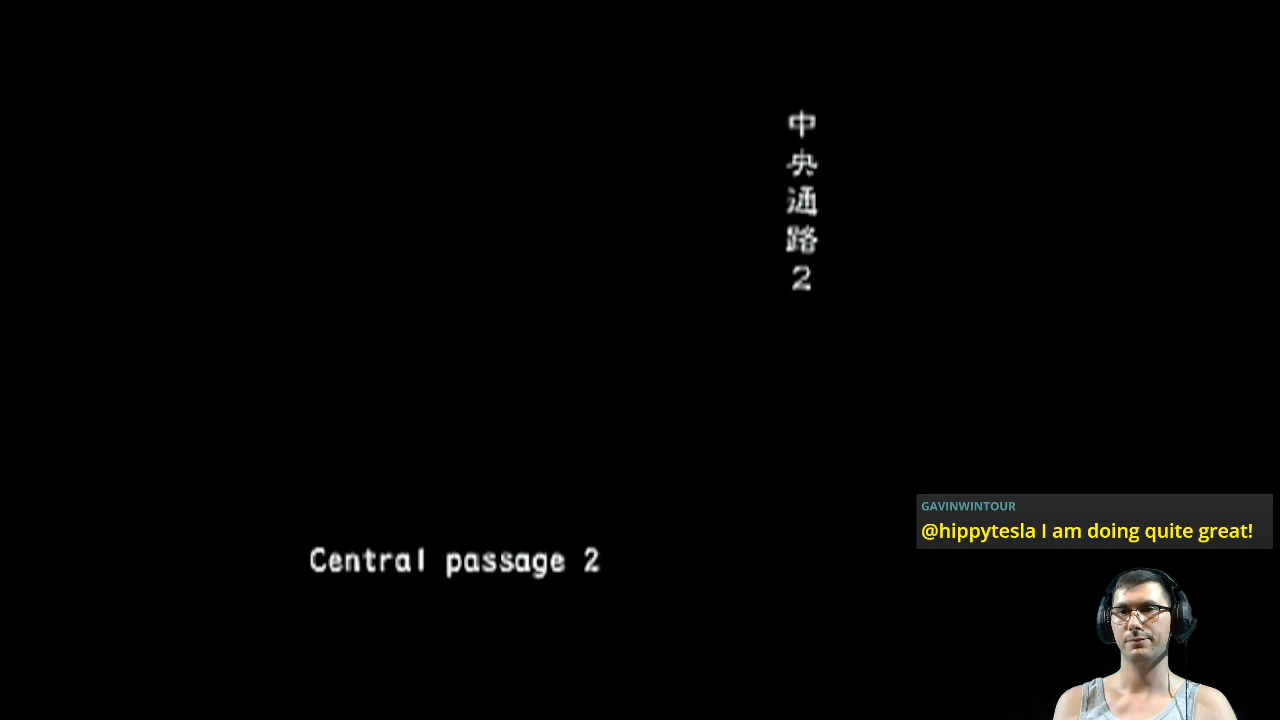 中央通路2
Central passage 2
GAVINWINTOUR
@hippytesla I am doing quite great!